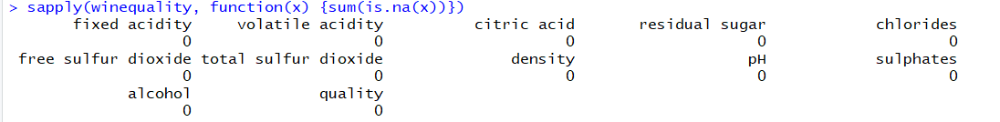 > sapply(winequality, function(x) {sum(is.na(x))})
fixed acidity volatile acidity citric acid residual sugar chlorides
0 0 0 0 0
free sulfur dioxide total sulfur dioxide density pH sulphates
0 0 0 0 0
alcohol quality
0 0